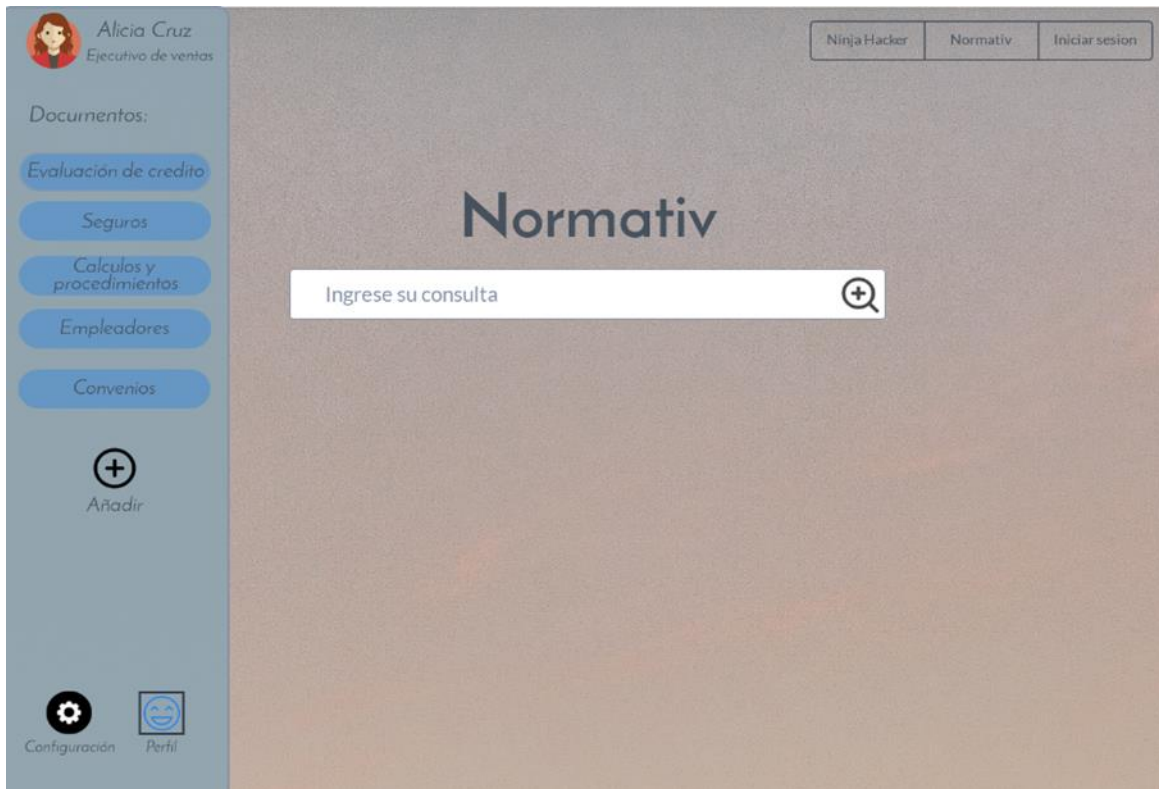 Alicia Cruz
Ejecutivo de ventas
Documentos:
Evaluación de credito
Seguros
Calculos y
procedimientos
Empleadores
Convenios
Añadir
Configuración
Perfil
Ninja Hacker
Normativ
Iniciar sesion
Normativ
Ingrese su consulta